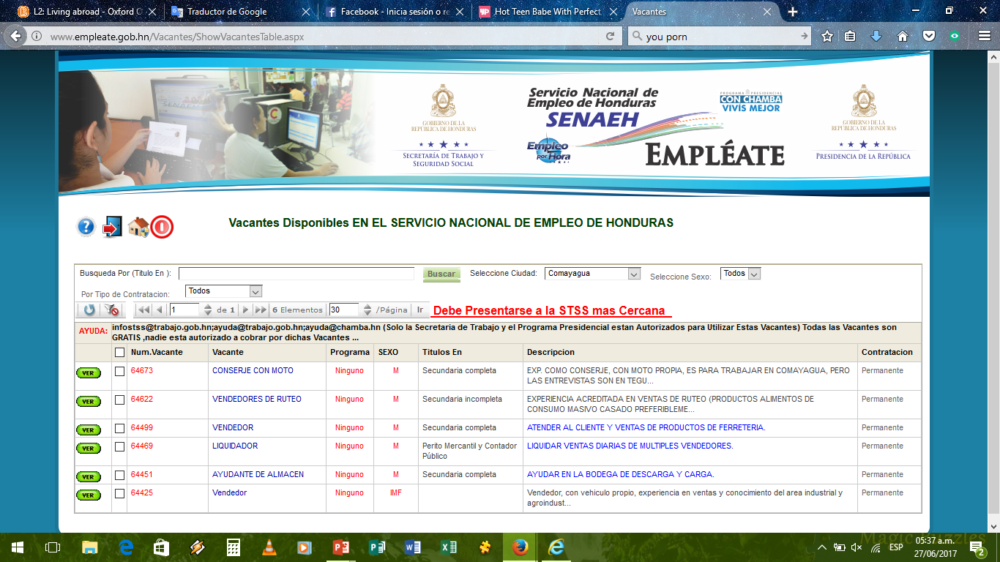 L2: Living abroad - Oxford O
Traductor de Google
Facebook - Inicia sesión o re
Hot Teen Babe With Perfect
Vacantes
www.empleate.gob.hn/Vacantes/ShowVacantesTable.aspx
you porn
Servicio Nacional de
Empleo de Honduras
SENAEH
PROGRAMA PRESIDENCIAL
CON CHAMBA
VIVÍS MEJOR
GOBIERNO DE LA
REPÚBLICA DE HONDURAS
SECRETARÍA DE TRABAJO Y
SEGURIDAD SOCIAL
Empleo
por Hora
EMPLÉATE
GOBIERNO DE LA
REPÚBLICA DE HONDURAS
PRESIDENCIA DE LA REPÚBLICA
Vacantes Disponibles EN EL SERVICIO NACIONAL DE EMPLEO DE HONDURAS
Busqueda Por (Titulo En ): Buscar Seleccione Ciudad: Comayagua Seleccione Sexo: Todos
Por Tipo de Contratacion: Todos
1 de 1 6 Elementos 30 /Página Ir Debe Presentarse a la STSS mas Cercana
AYUDA: infostss@trabajo.gob.hn;ayuda@trabajo.gob.hn;ayuda@chamba.hn (Solo la Secretaria de Trabajo y el Programa Presidencial estan Autorizados para Utilizar Estas Vacantes) Todas las Vacantes son
GRATIS ,nadie esta autorizado a cobrar por dichas Vacantes ...
Num.Vacante Vacante Programa SEXO Titulos En Descripcion Contratacion
VER 64673 CONSERJE CON MOTO Ninguno M Secundaria completa EXP. COMO CONSERJE, CON MOTO PROPIA, ES PARA TRABAJAR EN COMAYAGUA, PERO Permanente
LAS ENTREVISTAS SON EN TEGU...
VER 64622 VENDEDORES DE RUTEO Ninguno M Secundaria incompleta EXPERIENCIA ACREDITADA EN VENTAS DE RUTEO (PRODUCTOS ALIMENTOS DE Permanente
CONSUMO MASIVO CASADO PREFERIBLEME...
VER 64499 VENDEDOR Ninguno M Secundaria completa ATENDER AL CLIENTE Y VENTAS DE PRODUCTOS DE FERRETERIA. Permanente
VER 64469 LIQUIDADOR Ninguno M Perito Mercantil y Contador LIQUIDAR VENTAS DIARIAS DE MULTIPLES VENDEDORES. Permanente
Público
VER 64451 AYUDANTE DE ALMACEN Ninguno M Secundaria completa AYUDAR EN LA BODEGA DE DESCARGA Y CARGA. Permanente
VER 64425 Vendedor Ninguno IMF Vendedor, con vehiculo propio, experiencia en ventas y conocimiento del area industrial y Permanente
agroindust...
ESP
05:37 a.m.
27/06/2017
2